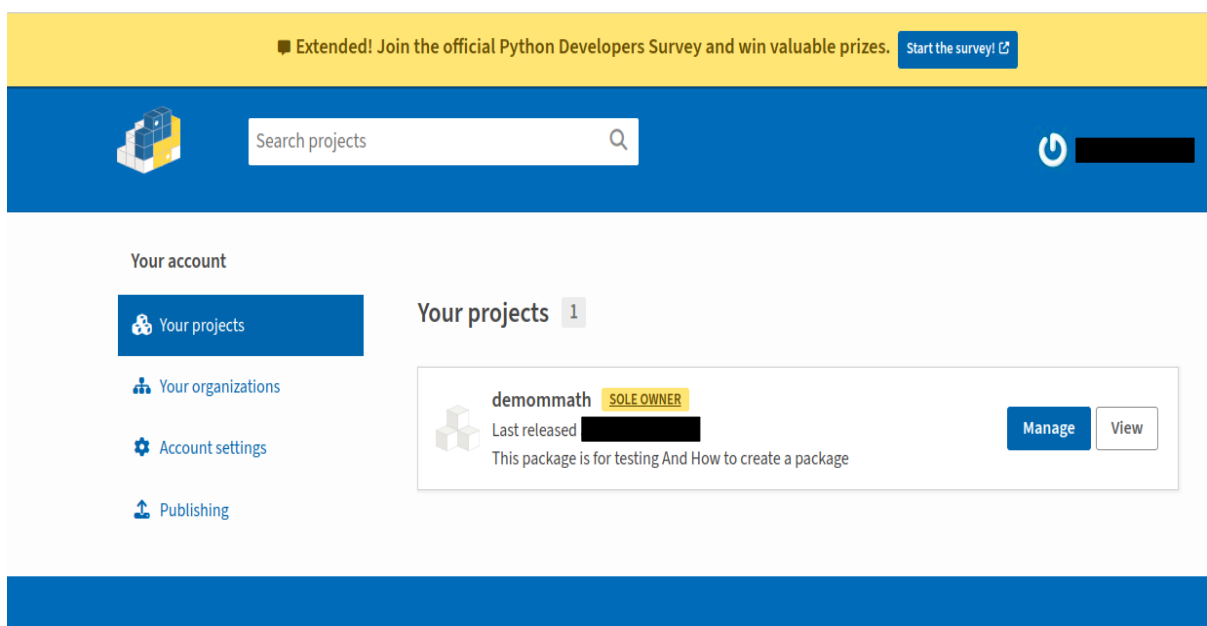 Extended! Join the official Python Developers Survey and win valuable prizes. Start the survey!
Search projects
Your account
Your projects
Your organizations
Account settings
Publishing
Your projects 1
demommath SOLE OWNER
Last released
This package is for testing And How to create a package
Manage View